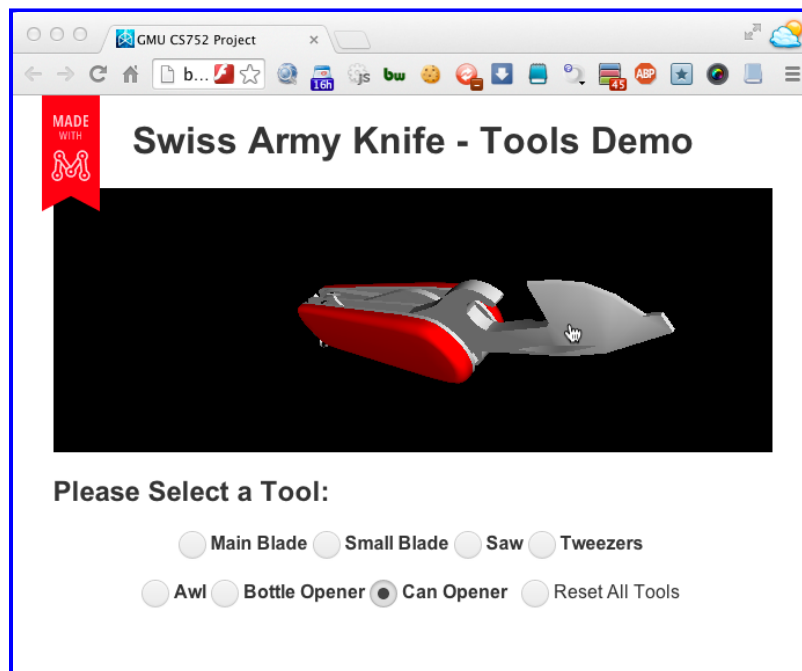 GMU CS752 Project
b...
16h
js
bw
45
ABP
MADE
WITH
M
Swiss Army Knife - Tools Demo
Please Select a Tool:
Main Blade Small Blade Saw Tweezers
Awl Bottle Opener Can Opener Reset All Tools